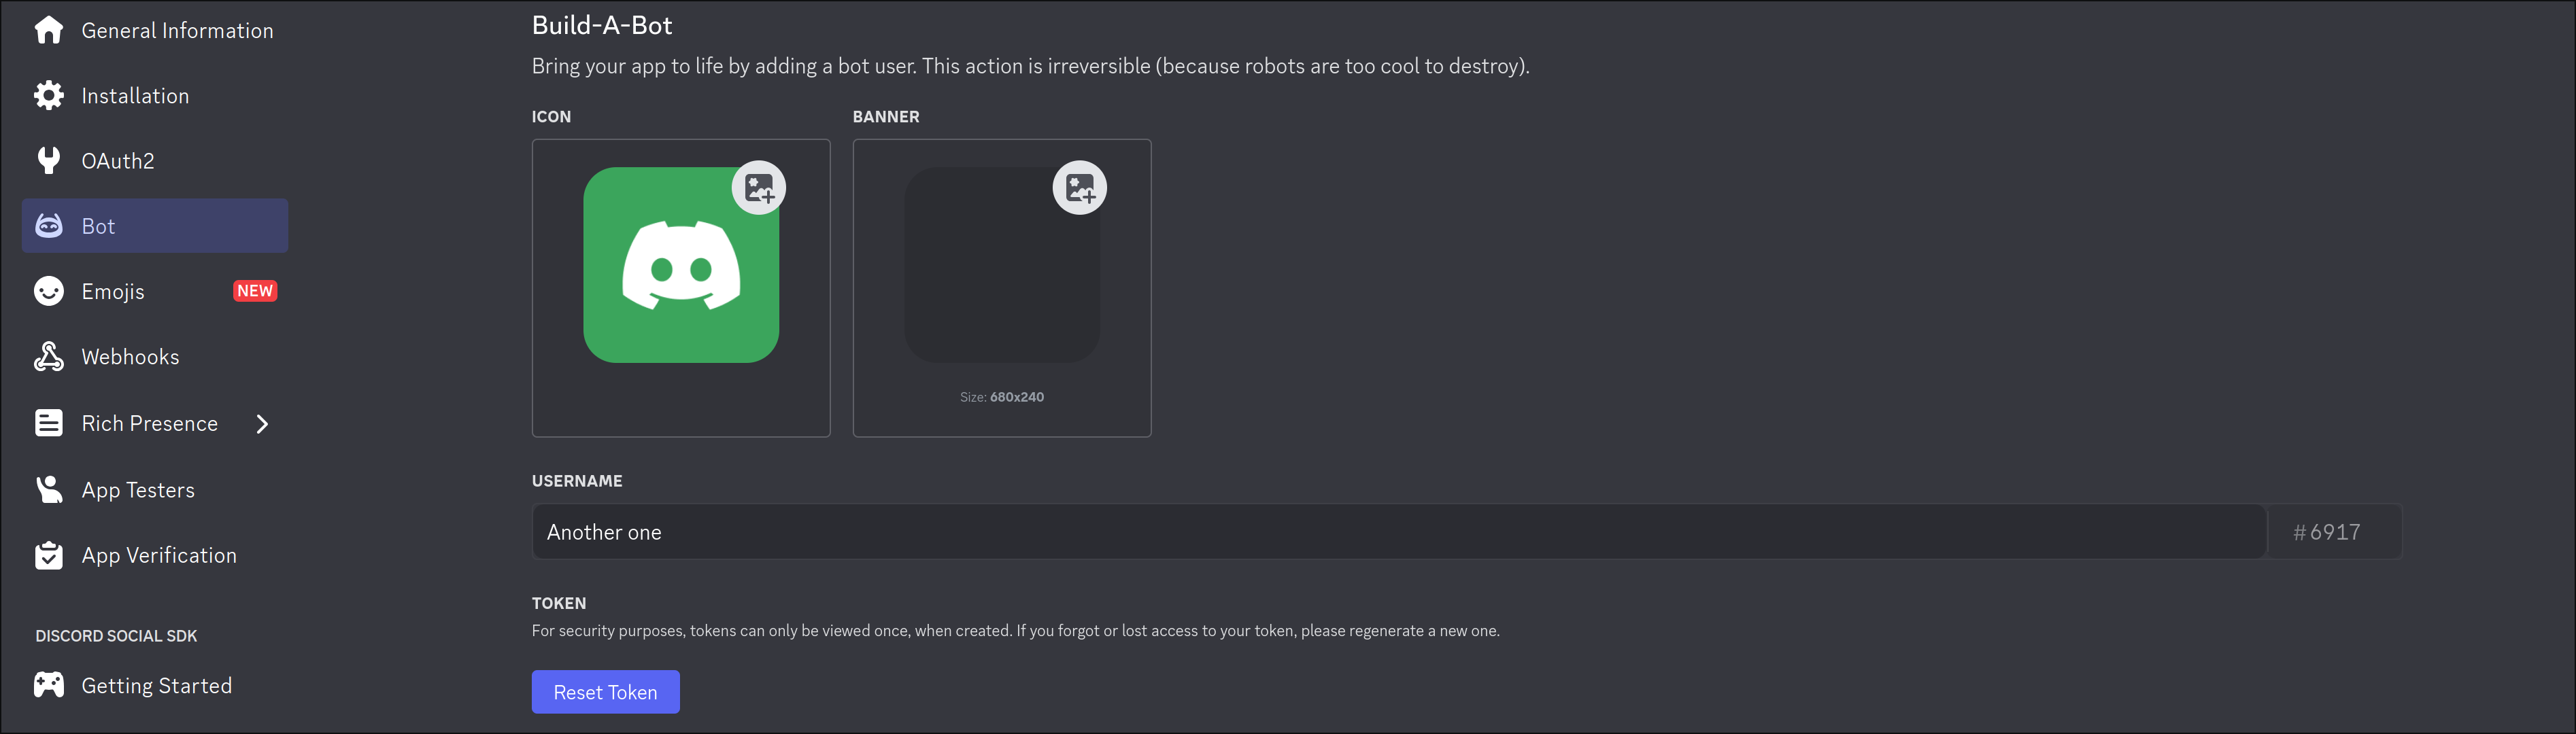 General Information
Installation
OAuth2
Bot
Emojis NEW
Webhooks
Rich Presence
App Testers
App Verification
DISCORD SOCIAL SDK
Getting Started
Build-A-Bot
Bring your app to life by adding a bot user. This action is irreversible (because robots are too cool to destroy).
ICON BANNER
Size: 680x240
USERNAME
Another one #6917
TOKEN
For security purposes, tokens can only be viewed once, when created. If you forgot or lost access to your token, please regenerate a new one.
Reset Token